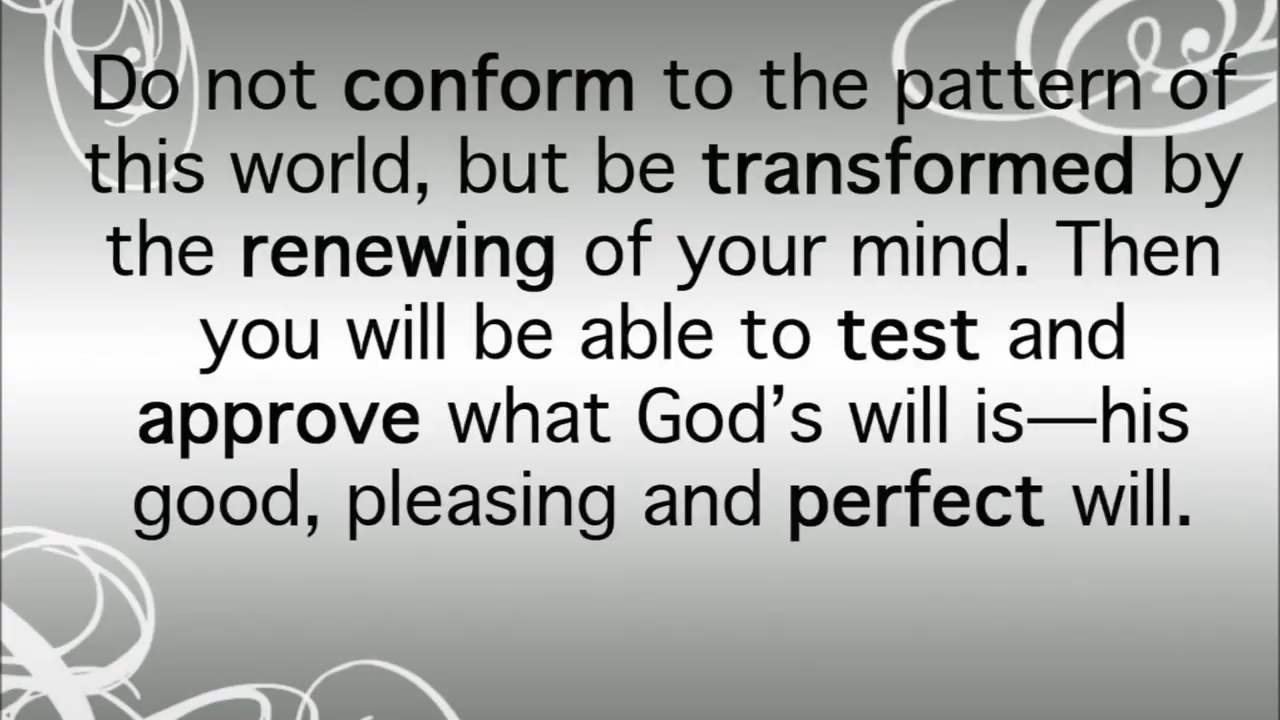 Do not conform to the pattern of
this world, but be transformed by
the renewing of your mind. Then
you will be able to test and
approve what God’s will is—his
good, pleasing and perfect will.